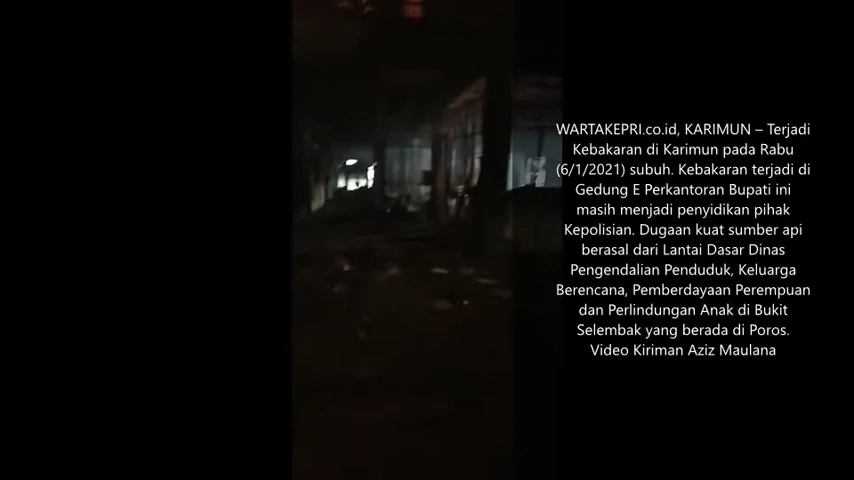 WARTAKEPRI.co.id, KARIMUN – Terjadi
Kebakaran di Karimun pada Rabu
(6/1/2021) subuh. Kebakaran terjadi di
Gedung E Perkantoran Bupati ini
masih menjadi penyidikan pihak
Kepolisian. Dugaan kuat sumber api
berasal dari Lantai Dasar Dinas
Pengendalian Penduduk, Keluarga
Berencana, Pemberdayaan Perempuan
dan Perlindungan Anak di Bukit
Selembak yang berada di Poros.
Video Kiriman Aziz Maulana